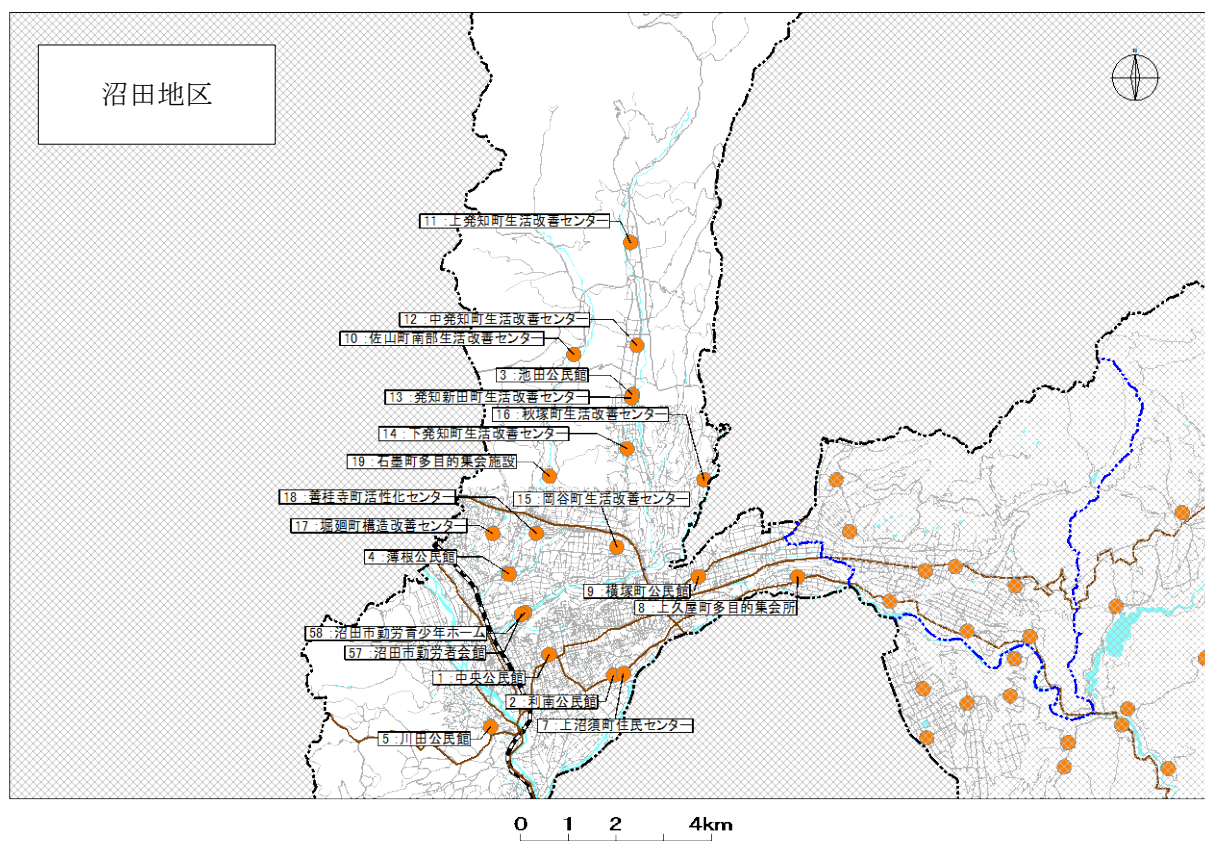 沼田地区
N
11:上発知町生活改善センター
12:中発知町生活改善センター
10:佐山町南部生活改善センター
3:池田公民館
13:発知新田町生活改善センター
16:秋塚町生活改善センター
14:下発知町生活改善センター
19:石墨町多目的集会施設
18:善桂寺町活性化センター
15:岡谷町生活改善センター
17:堀廻町構造改善センター
4:薄根公民館
9:横塚町公民館
8:上久屋町多目的集会所
58:沼田市勤労青少年ホーム
57:沼田市勤労者会館
1:中央公民館
2:利南公民館
7:上沼須町住民センター
5:川田公民館
0 1 2 4km